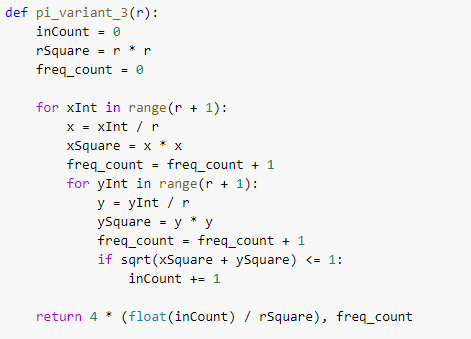 def pi_variant_3(r):
    inCount = 0
    rSquare = r * r
    freq_count = 0

    for xInt in range(r + 1):
        x = xInt / r
        xSquare = x * x
        freq_count = freq_count + 1
        for yInt in range(r + 1):
            y = yInt / r
            ySquare = y * y
            freq_count = freq_count + 1
            if sqrt(xSquare + ySquare) <= 1:
                inCount += 1

    return 4 * (float(inCount) / rSquare), freq_count